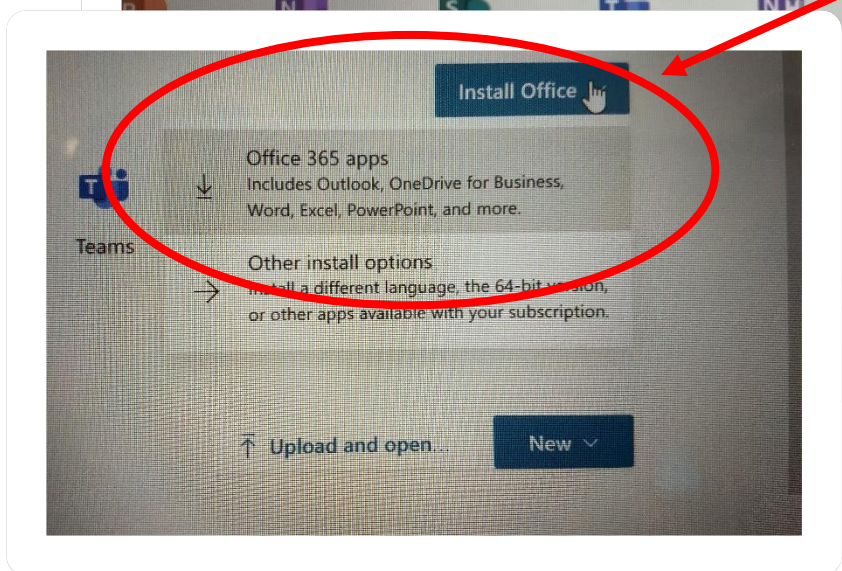 Install Office
Office 365 apps
Includes Outlook, OneDrive for Business,
Word, Excel, PowerPoint, and more.
Teams
Other install options
Install a different language, the 64-bit version,
or other apps available with your subscription.
Upload and open...
New